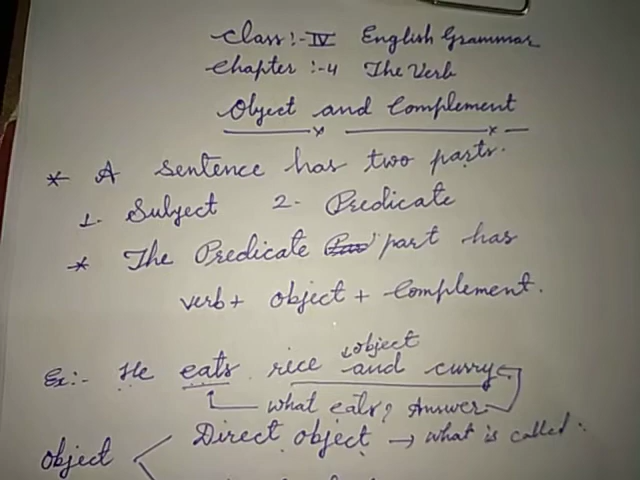 Class :- IV English Grammar
Chapter :- 4 The Verb
Object and Complement
* A sentence has two parts.
1- Subject 2- Predicate
* The Predicate part has
verb + object + Complement.
object
Ex:- He eats rice and curry
what eats? Answer
Direct object → what is called.
object